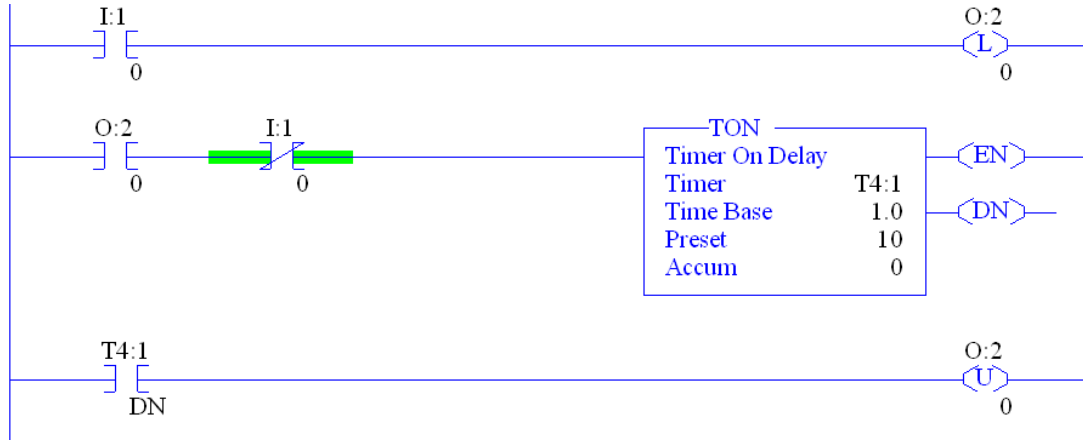 I:1 O:2
L
0 0
TON
O:2 I:1
Timer On Delay EN
0 0
Timer T4:1
Time Base 1.0 DN
Preset 10
Accum 0
T4:1 O:2
U
DN 0